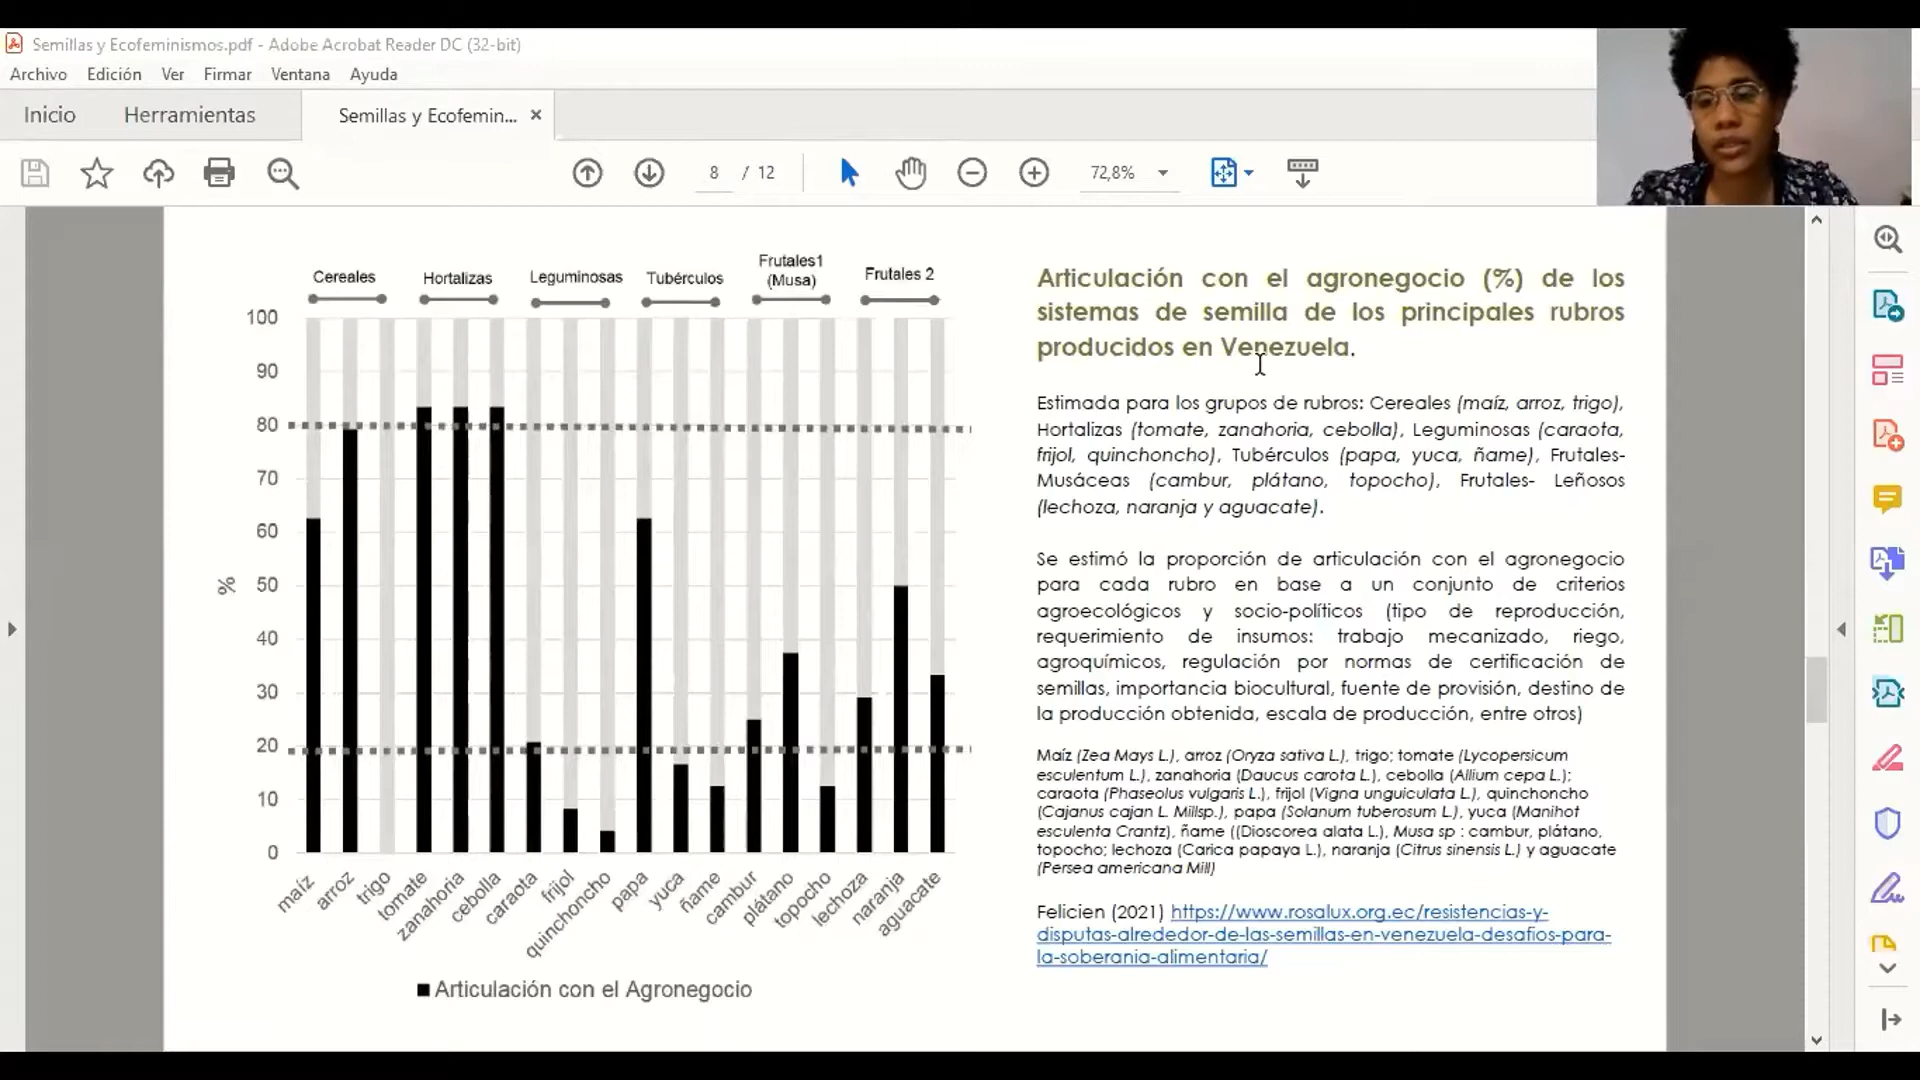 Semillas y Ecofeminismos.pdf - Adobe Acrobat Reader DC (32-bit)
Archivo Edición Ver Firmar Ventana Ayuda
Inicio Herramientas Semillas y Ecofemin... ×
8 / 12 72,8%
Cereales Hortalizas Leguminosas Tubérculos Frutales1 (Musa) Frutales 2
100
90
80
70
60
50
40
30
20
10
0
%
maíz arroz trigo tomate zanahoria cebolla caraota frijol quinchoncho papa yuca ñame cambur plátano topocho lechoza naranja aguacate
Articulación con el Agronegocio
Articulación con el agronegocio (%) de los
sistemas de semilla de los principales rubros
producidos en Venezuela.
Estimada para los grupos de rubros: Cereales (maíz, arroz, trigo),
Hortalizas (tomate, zanahoria, cebolla), Leguminosas (caraota,
frijol, quinchoncho), Tubérculos (papa, yuca, ñame), Frutales-
Musáceas (cambur, plátano, topocho), Frutales- Leñosos
(lechoza, naranja y aguacate).
Se estimó la proporción de articulación con el agronegocio
para cada rubro en base a un conjunto de criterios
agroecológicos y socio-políticos (tipo de reproducción,
requerimiento de insumos: trabajo mecanizado, riego,
agroquímicos, regulación por normas de certificación de
semillas, importancia biocultural, fuente de provisión, destino de
la producción obtenida, escala de producción, entre otros)
Maíz (Zea Mays L.), arroz (Oryza sativa L.), trigo; tomate (Lycopersicum
esculentum L.), zanahoria (Daucus carota L.), cebolla (Allium cepa L.);
caraota (Phaseolus vulgaris L.), frijol (Vigna unguiculata L.), quinchoncho
(Cajanus cajan L. Millsp.), papa (Solanum tuberosum L.), yuca (Manihot
esculenta Crantz), ñame ((Dioscorea alata L.), Musa sp : cambur, plátano,
topocho; lechoza (Carica papaya L.), naranja (Citrus sinensis L.) y aguacate
(Persea americana Mill)
Felicien (2021) https://www.rosalux.org.ec/resistencias-y-
disputas-alrededor-de-las-semillas-en-venezuela-desafios-para-
la-soberania-alimentaria/